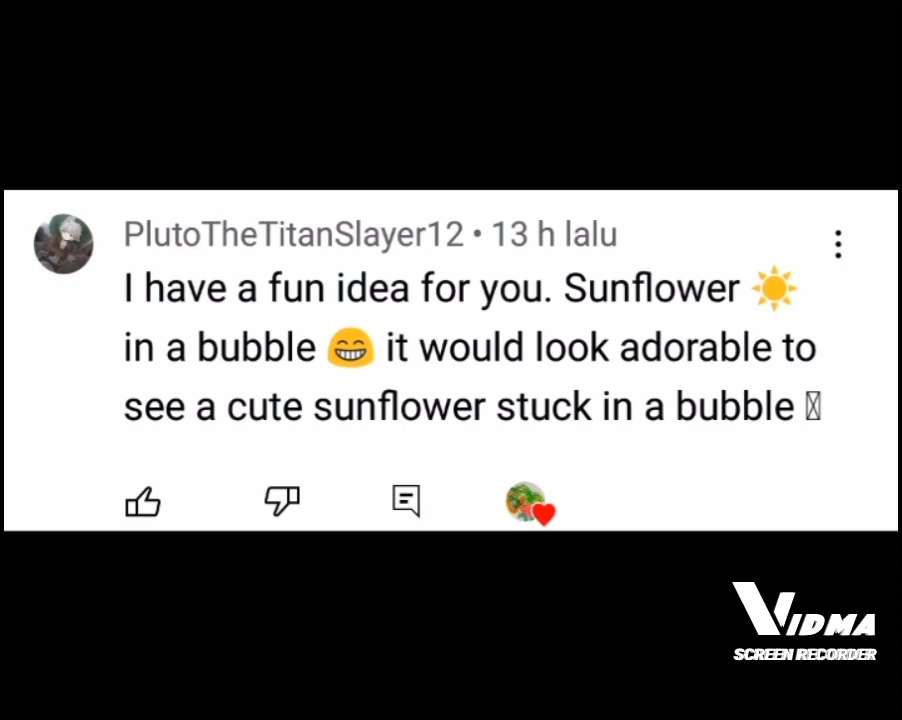 PlutoTheTitanSlayer12 • 13 h lalu
I have a fun idea for you. Sunflower ☀️
in a bubble 😁 it would look adorable to
see a cute sunflower stuck in a bubble
VIDMA
SCREEN RECORDER